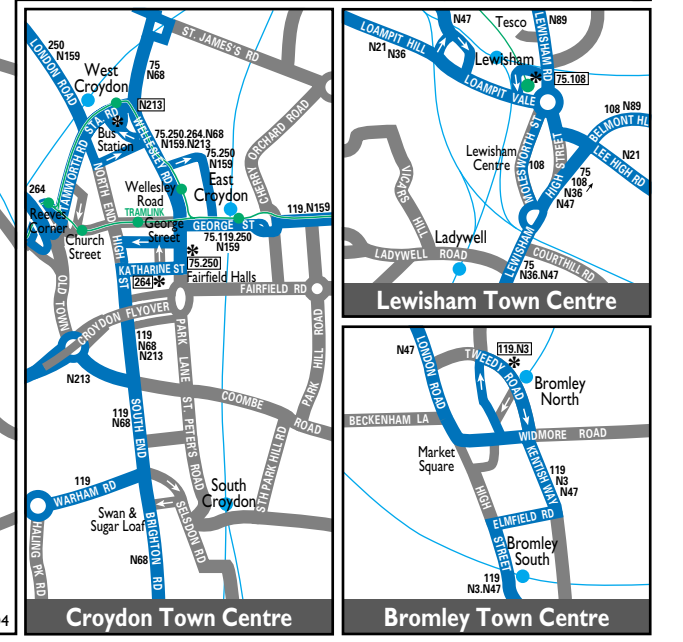 250
N159
LONDON ROAD
West
Croydon
75
N68
ST. JAMES'S RD
N213
STA. RD
Bus
Station
TAMWORTH RD
WELLESLEY RD
75.250.264.N68
N159.N213
75.250
N159
CHERRY ORCHARD ROAD
NORTH END
264
Reeves
Corner
Wellesley
Road
East
Croydon
TRAMLINK
119.N159
Church
Street
George
Street
GEORGE ST
75.119.250
N159
HIGH ST
KATHARINE ST
75.250
264
Fairfield Halls
OLD TOWN
FAIRFIELD RD
CROYDON FLYOVER
119
N68
N213
PARK LANE
PARK HILL ROAD
N213
COOMBE ROAD
119
N68
SOUTH END
ST. PETER'S ROAD
STH PARK HILL RD
119
WARHAM RD
South
Croydon
Swan &
Sugar Loaf
SELSDON RD
BRIGHTON RD
HALING PK RD
N68
Croydon Town Centre
N47
Tesco
N89
LOAMPIT HILL
N21
N36
LEWISHAM RD
Lewisham
75.108
LOAMPIT VALE
108 N89
BELMONT HL
Lewisham
Centre
MOLESWORTH ST
108
HIGH STREET
LEE HIGH RD
N21
75
108
N36
N47
VICAR'S HILL
Ladywell
LADYWELL ROAD
LEWISHAM
COURTHILL RD
75
N36.N47
Lewisham Town Centre
N47
LONDON ROAD
119.N3
TWEEDY ROAD
Bromley
North
BECKENHAM LA
WIDMORE ROAD
Market
Square
KENTISH WAY
119
N3
N47
HIGH STREET
ELMFIELD RD
Bromley
South
119
N3.N47
Bromley Town Centre